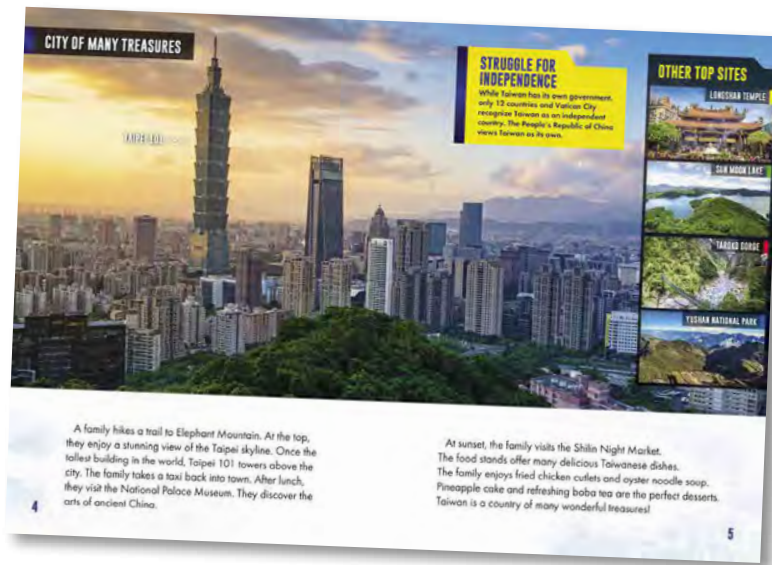 CITY OF MANY TREASURES
TAIPEI 101
STRUGGLE FOR
INDEPENDENCE
While Taiwan has its own government,
only 12 countries and Vatican City
recognize Taiwan as an independent
country. The People's Republic of China
views Taiwan as its own.
OTHER TOP SITES
LONGSHAN TEMPLE
SUN MOON LAKE
TAROKO GORGE
YUSHAN NATIONAL PARK
A family hikes a trail to Elephant Mountain. At the top,
they enjoy a stunning view of the Taipei skyline. Once the
tallest building in the world, Taipei 101 towers above the
city. The family takes a taxi back into town. After lunch,
they visit the National Palace Museum. They discover the
arts of ancient China.
4
At sunset, the family visits the Shilin Night Market.
The food stands offer many delicious Taiwanese dishes.
The family enjoys fried chicken cutlets and oyster noodle soup.
Pineapple cake and refreshing boba tea are the perfect desserts.
Taiwan is a country of many wonderful treasures!
5